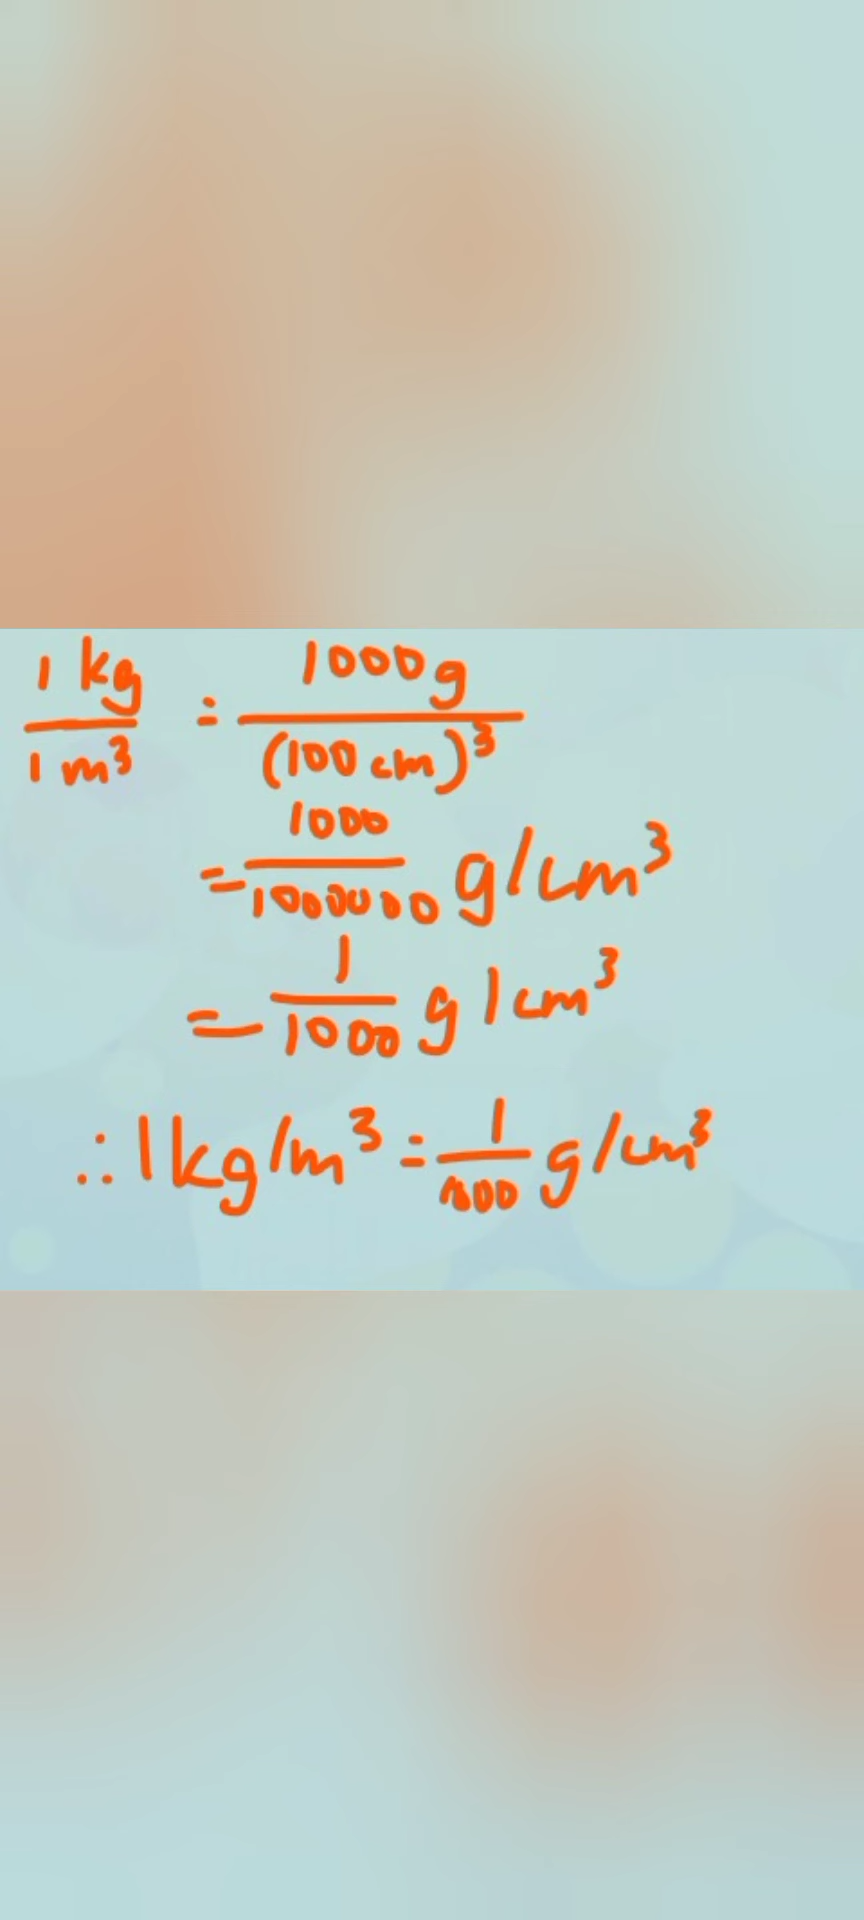 1 kg / 1 m³ = 1000 g / (100 cm)³
= 1000 / 1000000 g/cm³
= 1 / 1000 g/cm³
∴ 1 kg/m³ = 1 / 1000 g/cm³